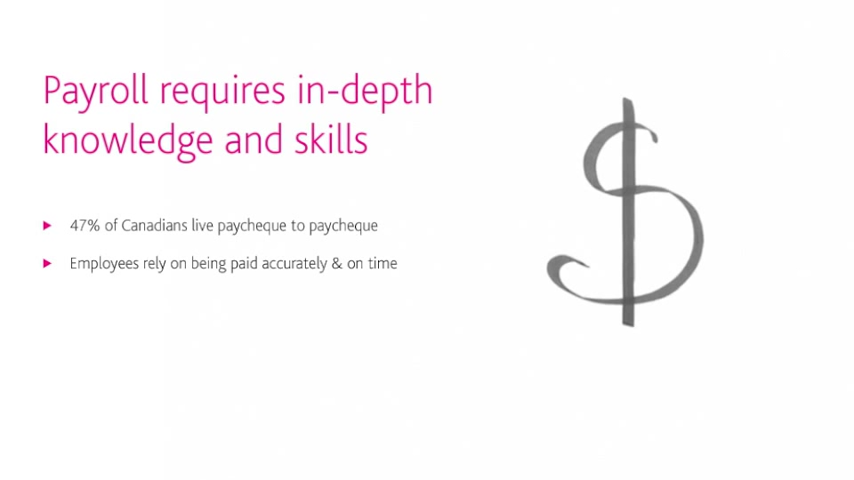 Payroll requires in-depth
knowledge and skills
47% of Canadians live paycheque to paycheque
Employees rely on being paid accurately & on time
$